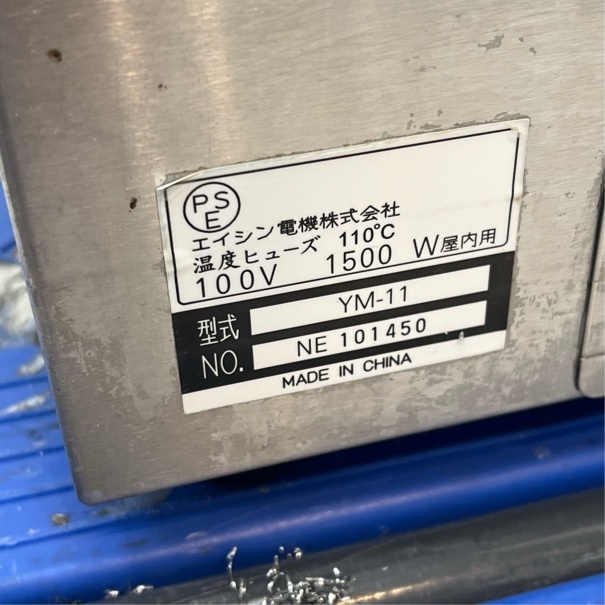 PSE
エイシン電機株式会社
温度ヒューズ 110℃
100V 1500 W屋内用
型式 YM-11
NO. NE 101450
MADE IN CHINA